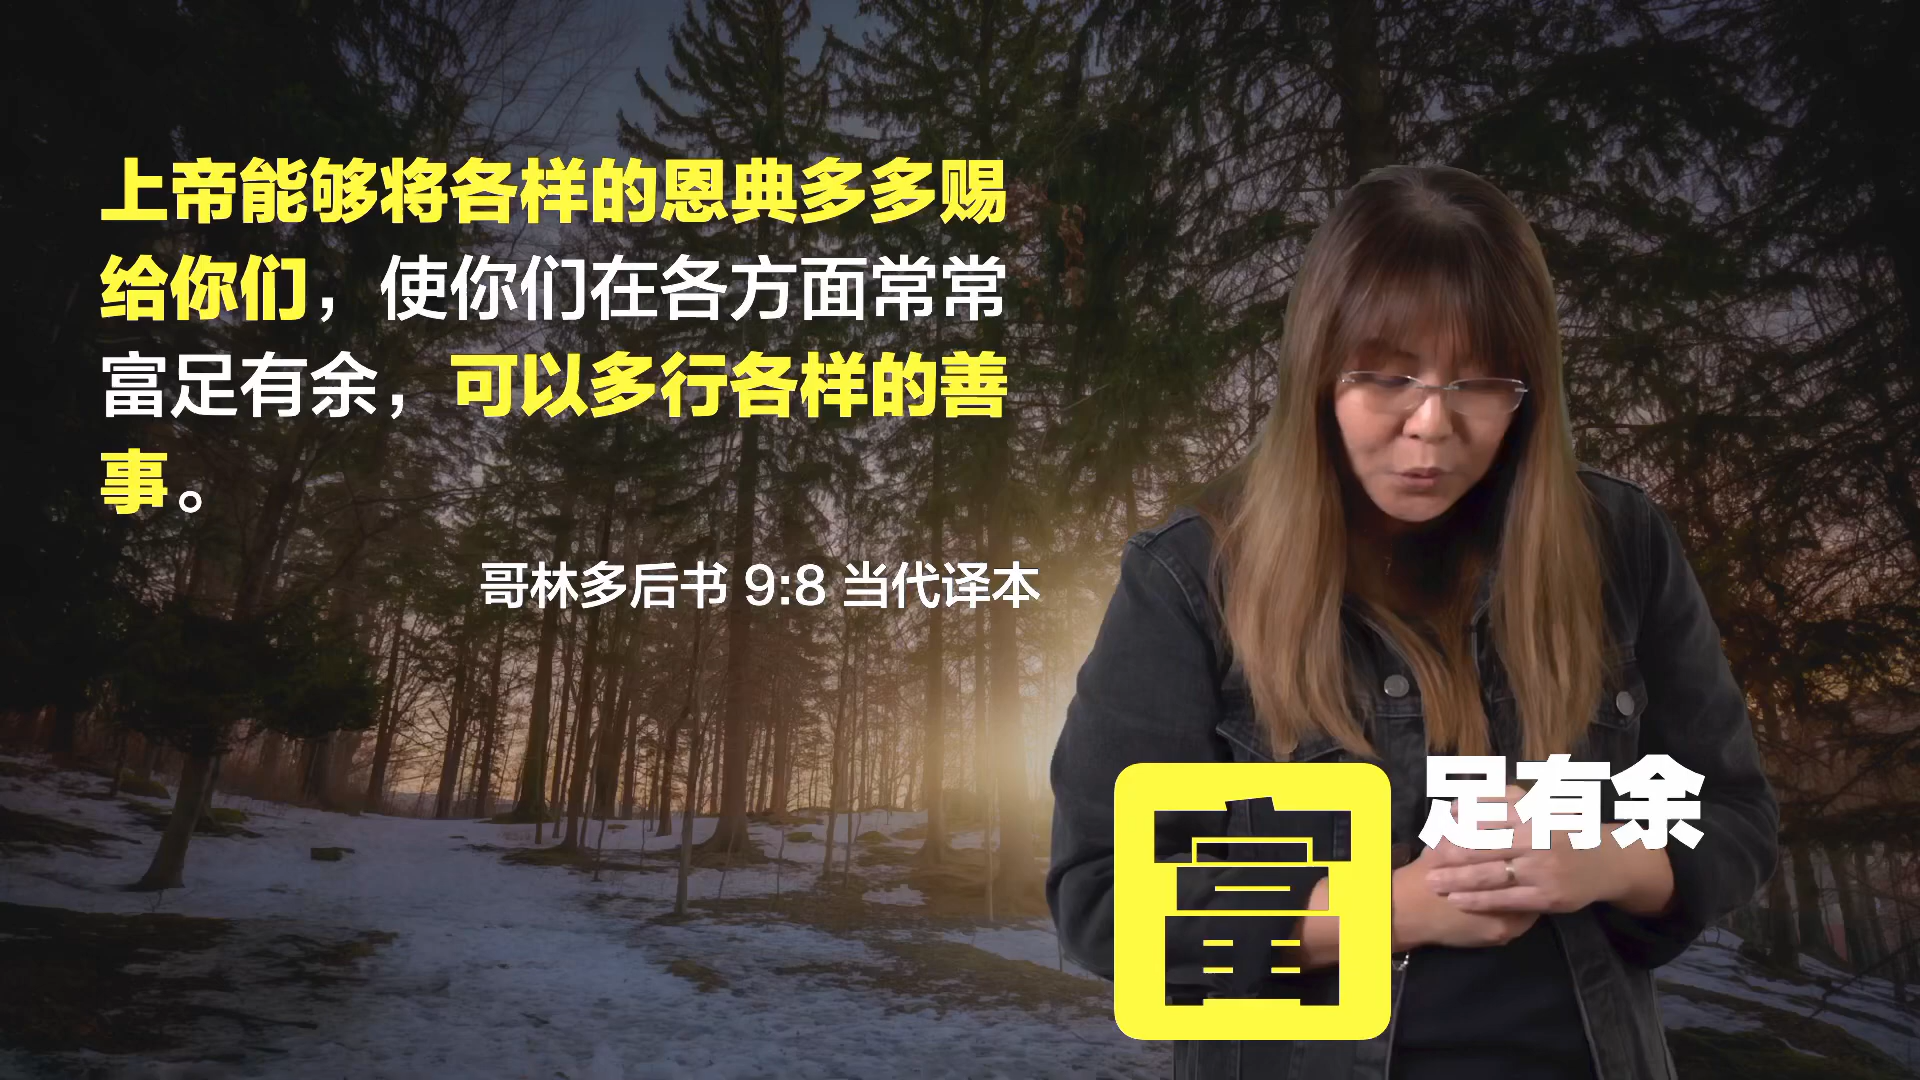 上帝能够将各样的恩典多多赐
给你们，使你们在各方面常常
富足有余，可以多行各样的善
事。
哥林多后书 9:8 当代译本
富足有余